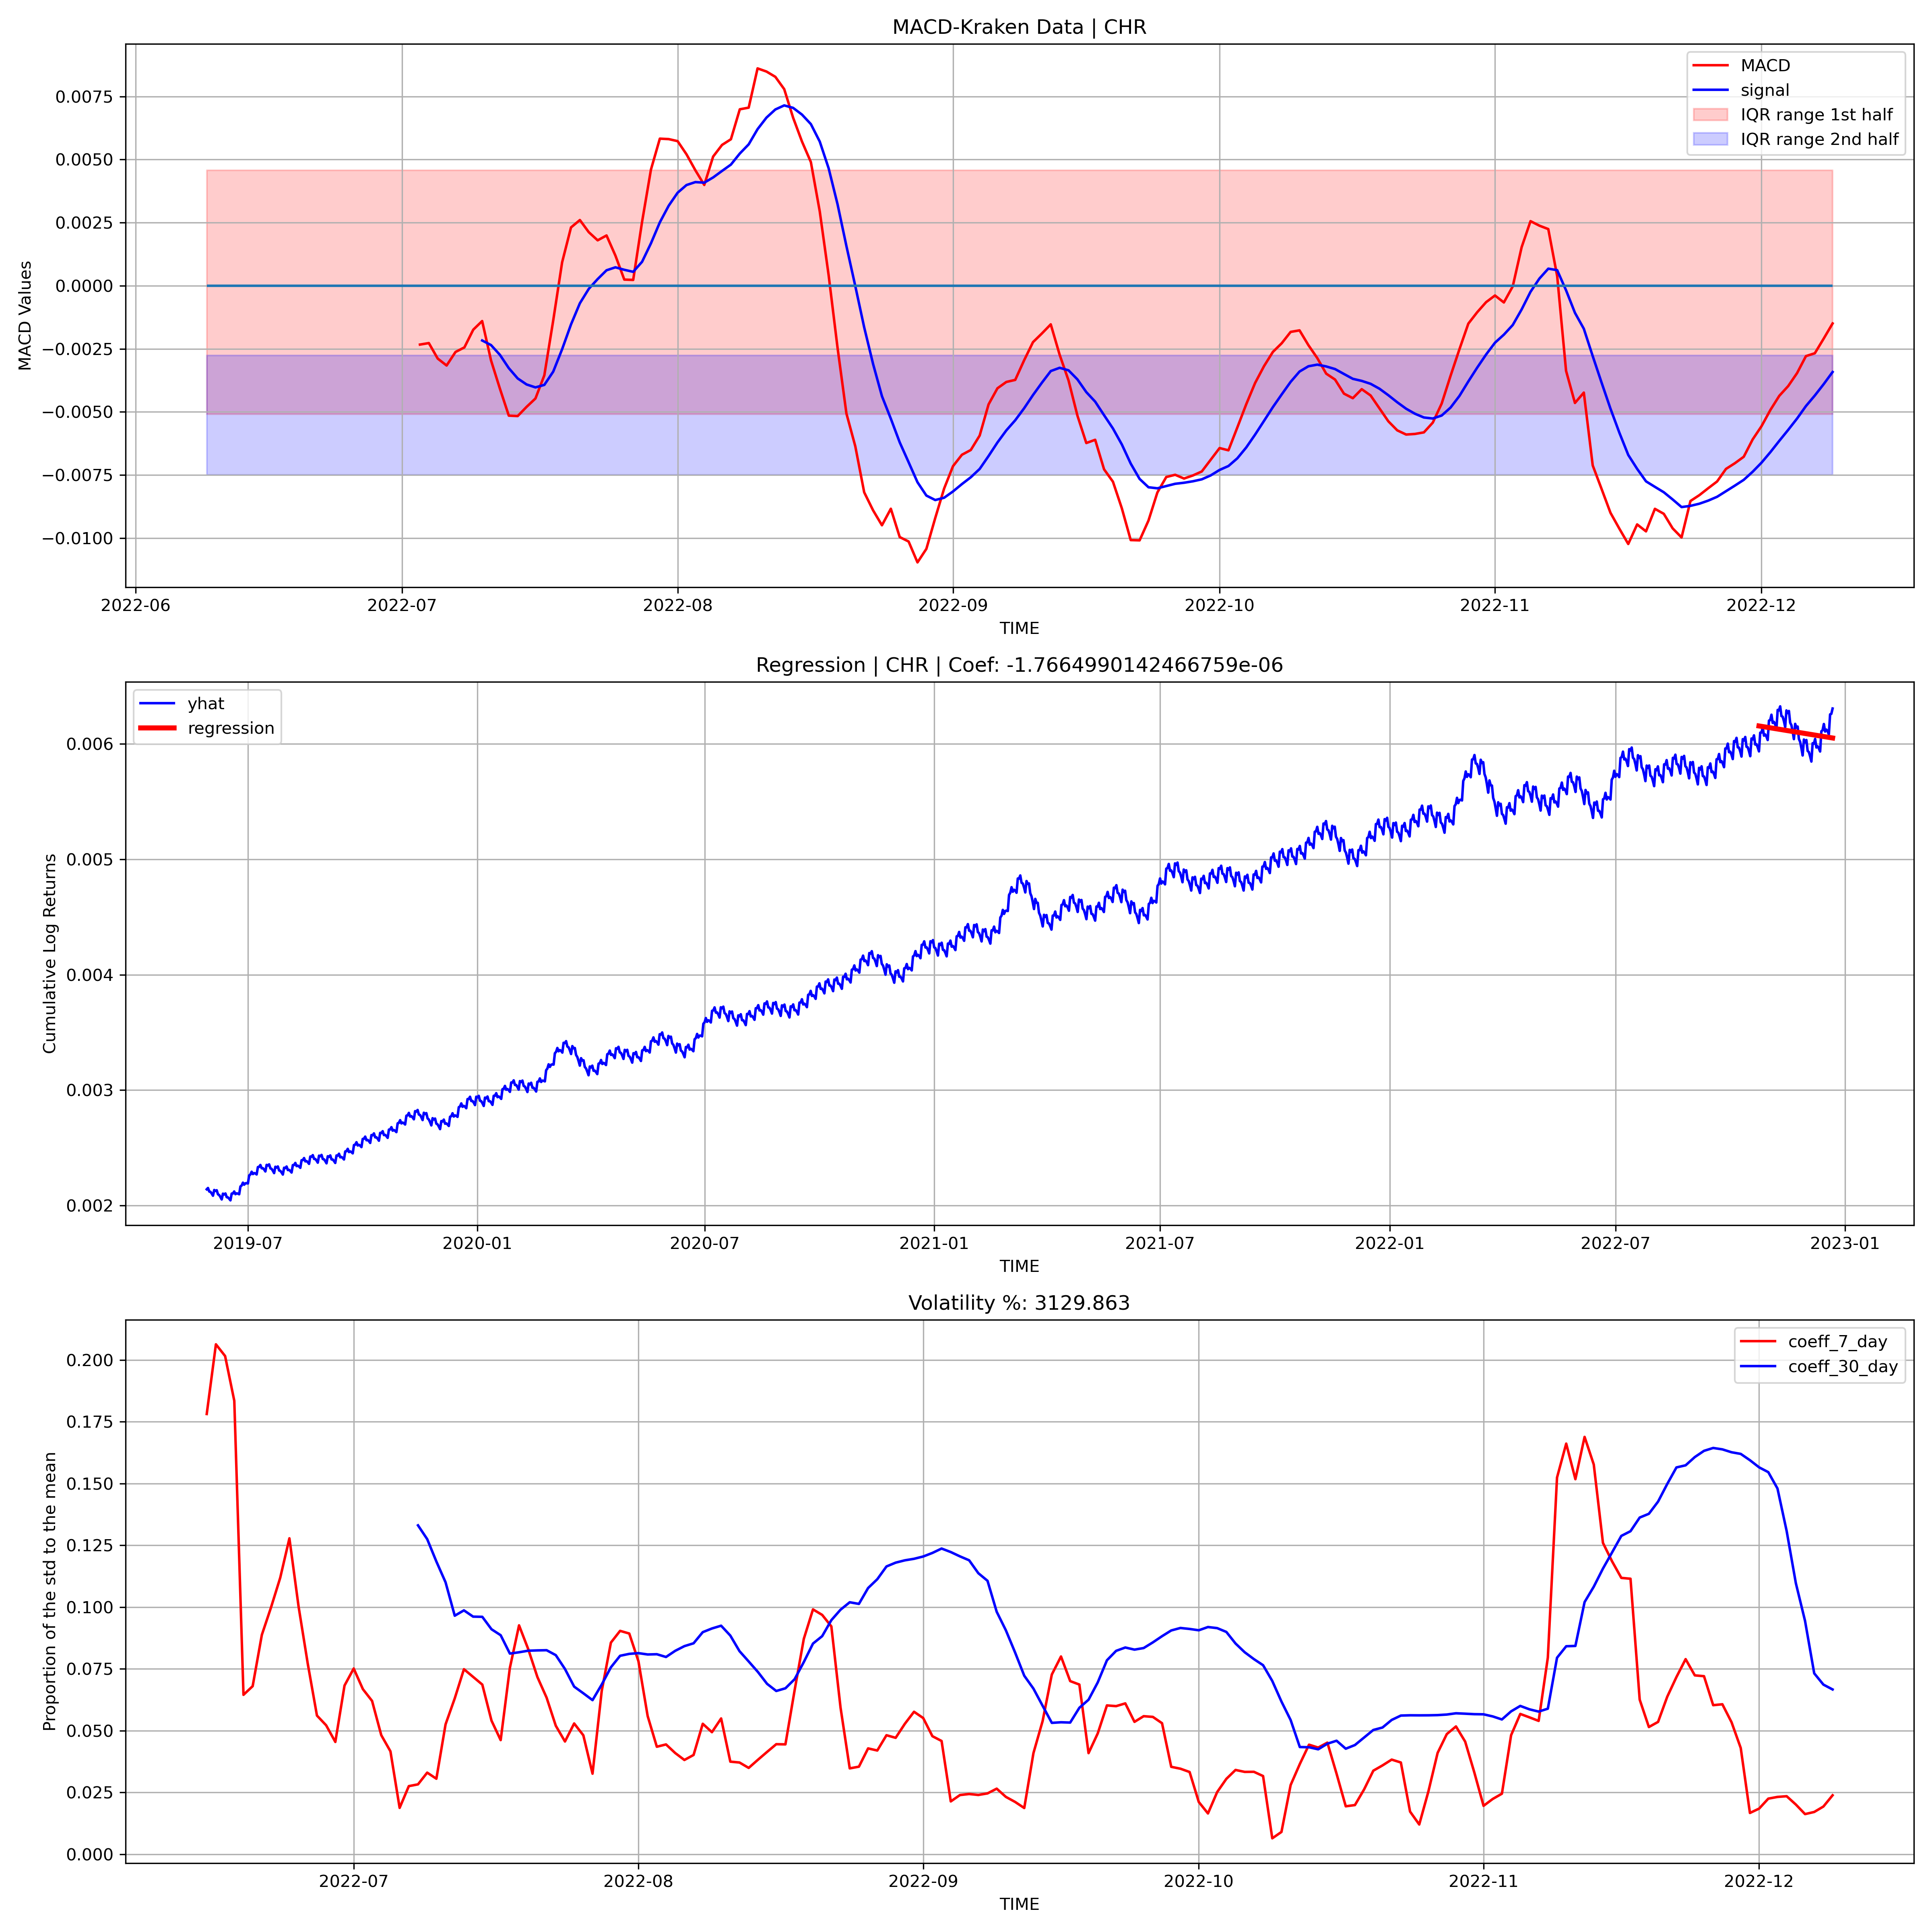 MACD-Kraken Data | CHR
MACD
signal
IQR range 1st half
IQR range 2nd half
0.0075
0.0050
0.0025
0.0000
−0.0025
−0.0050
−0.0075
−0.0100
MACD Values
2022-06 2022-07 2022-08 2022-09 2022-10 2022-11 2022-12
TIME
Regression | CHR | Coef: -1.7664990142466759e-06
yhat
regression
0.006
0.005
0.004
0.003
0.002
Cumulative Log Returns
2019-07 2020-01 2020-07 2021-01 2021-07 2022-01 2022-07 2023-01
TIME
Volatility %: 3129.863
coeff_7_day
coeff_30_day
0.200
0.175
0.150
0.125
0.100
0.075
0.050
0.025
0.000
Proportion of the std to the mean
2022-07 2022-08 2022-09 2022-10 2022-11 2022-12
TIME